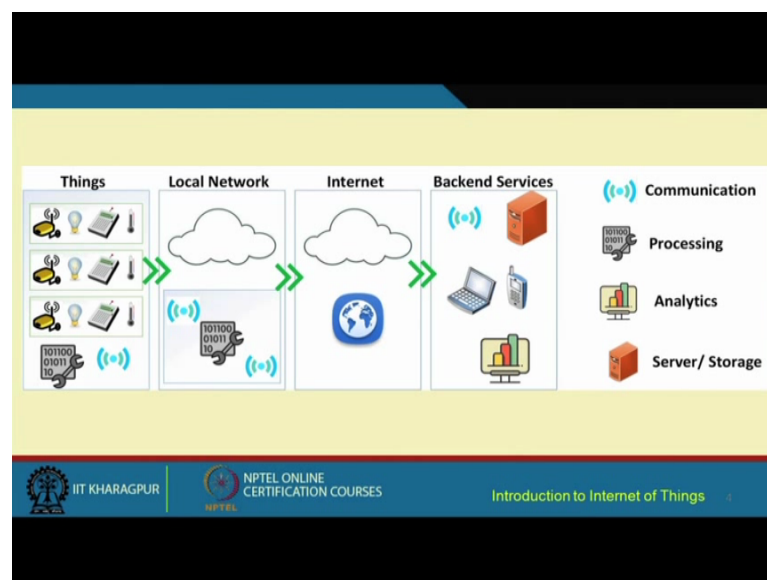 Things
Local Network
Internet
Backend Services
101100
01011
10
101100
01011
10
Communication
101100
01011
10
Processing
Analytics
Server/ Storage
IIT KHARAGPUR
NPTEL
NPTEL ONLINE
CERTIFICATION COURSES
Introduction to Internet of Things
4